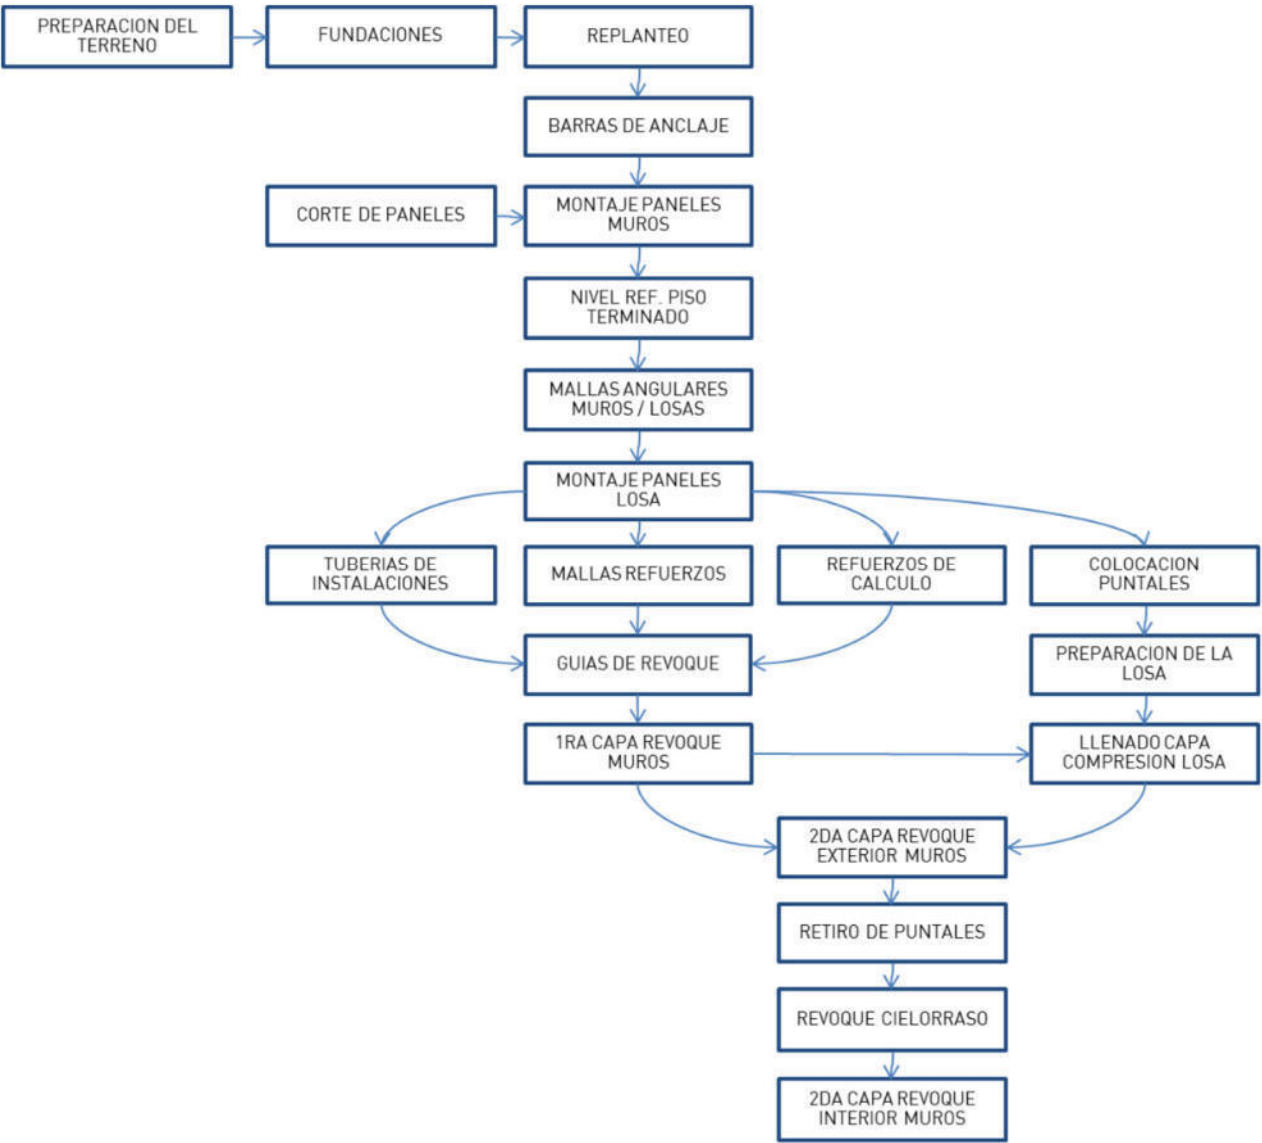 PREPARACION DEL
TERRENO
FUNDACIONES
REPLANTEO
BARRAS DE ANCLAJE
CORTE DE PANELES
MONTAJE PANELES
MUROS
NIVEL REF. PISO
TERMINADO
MALLAS ANGULARES
MUROS / LOSAS
MONTAJE PANELES
LOSA
TUBERIAS DE
INSTALACIONES
MALLAS REFUERZOS
REFUERZOS DE
CALCULO
COLOCACION
PUNTALES
GUIAS DE REVOQUE
PREPARACION DE LA
LOSA
1RA CAPA REVOQUE
MUROS
LLENADO CAPA
COMPRESION LOSA
2DA CAPA REVOQUE
EXTERIOR MUROS
RETIRO DE PUNTALES
REVOQUE CIELORRASO
2DA CAPA REVOQUE
INTERIOR MUROS